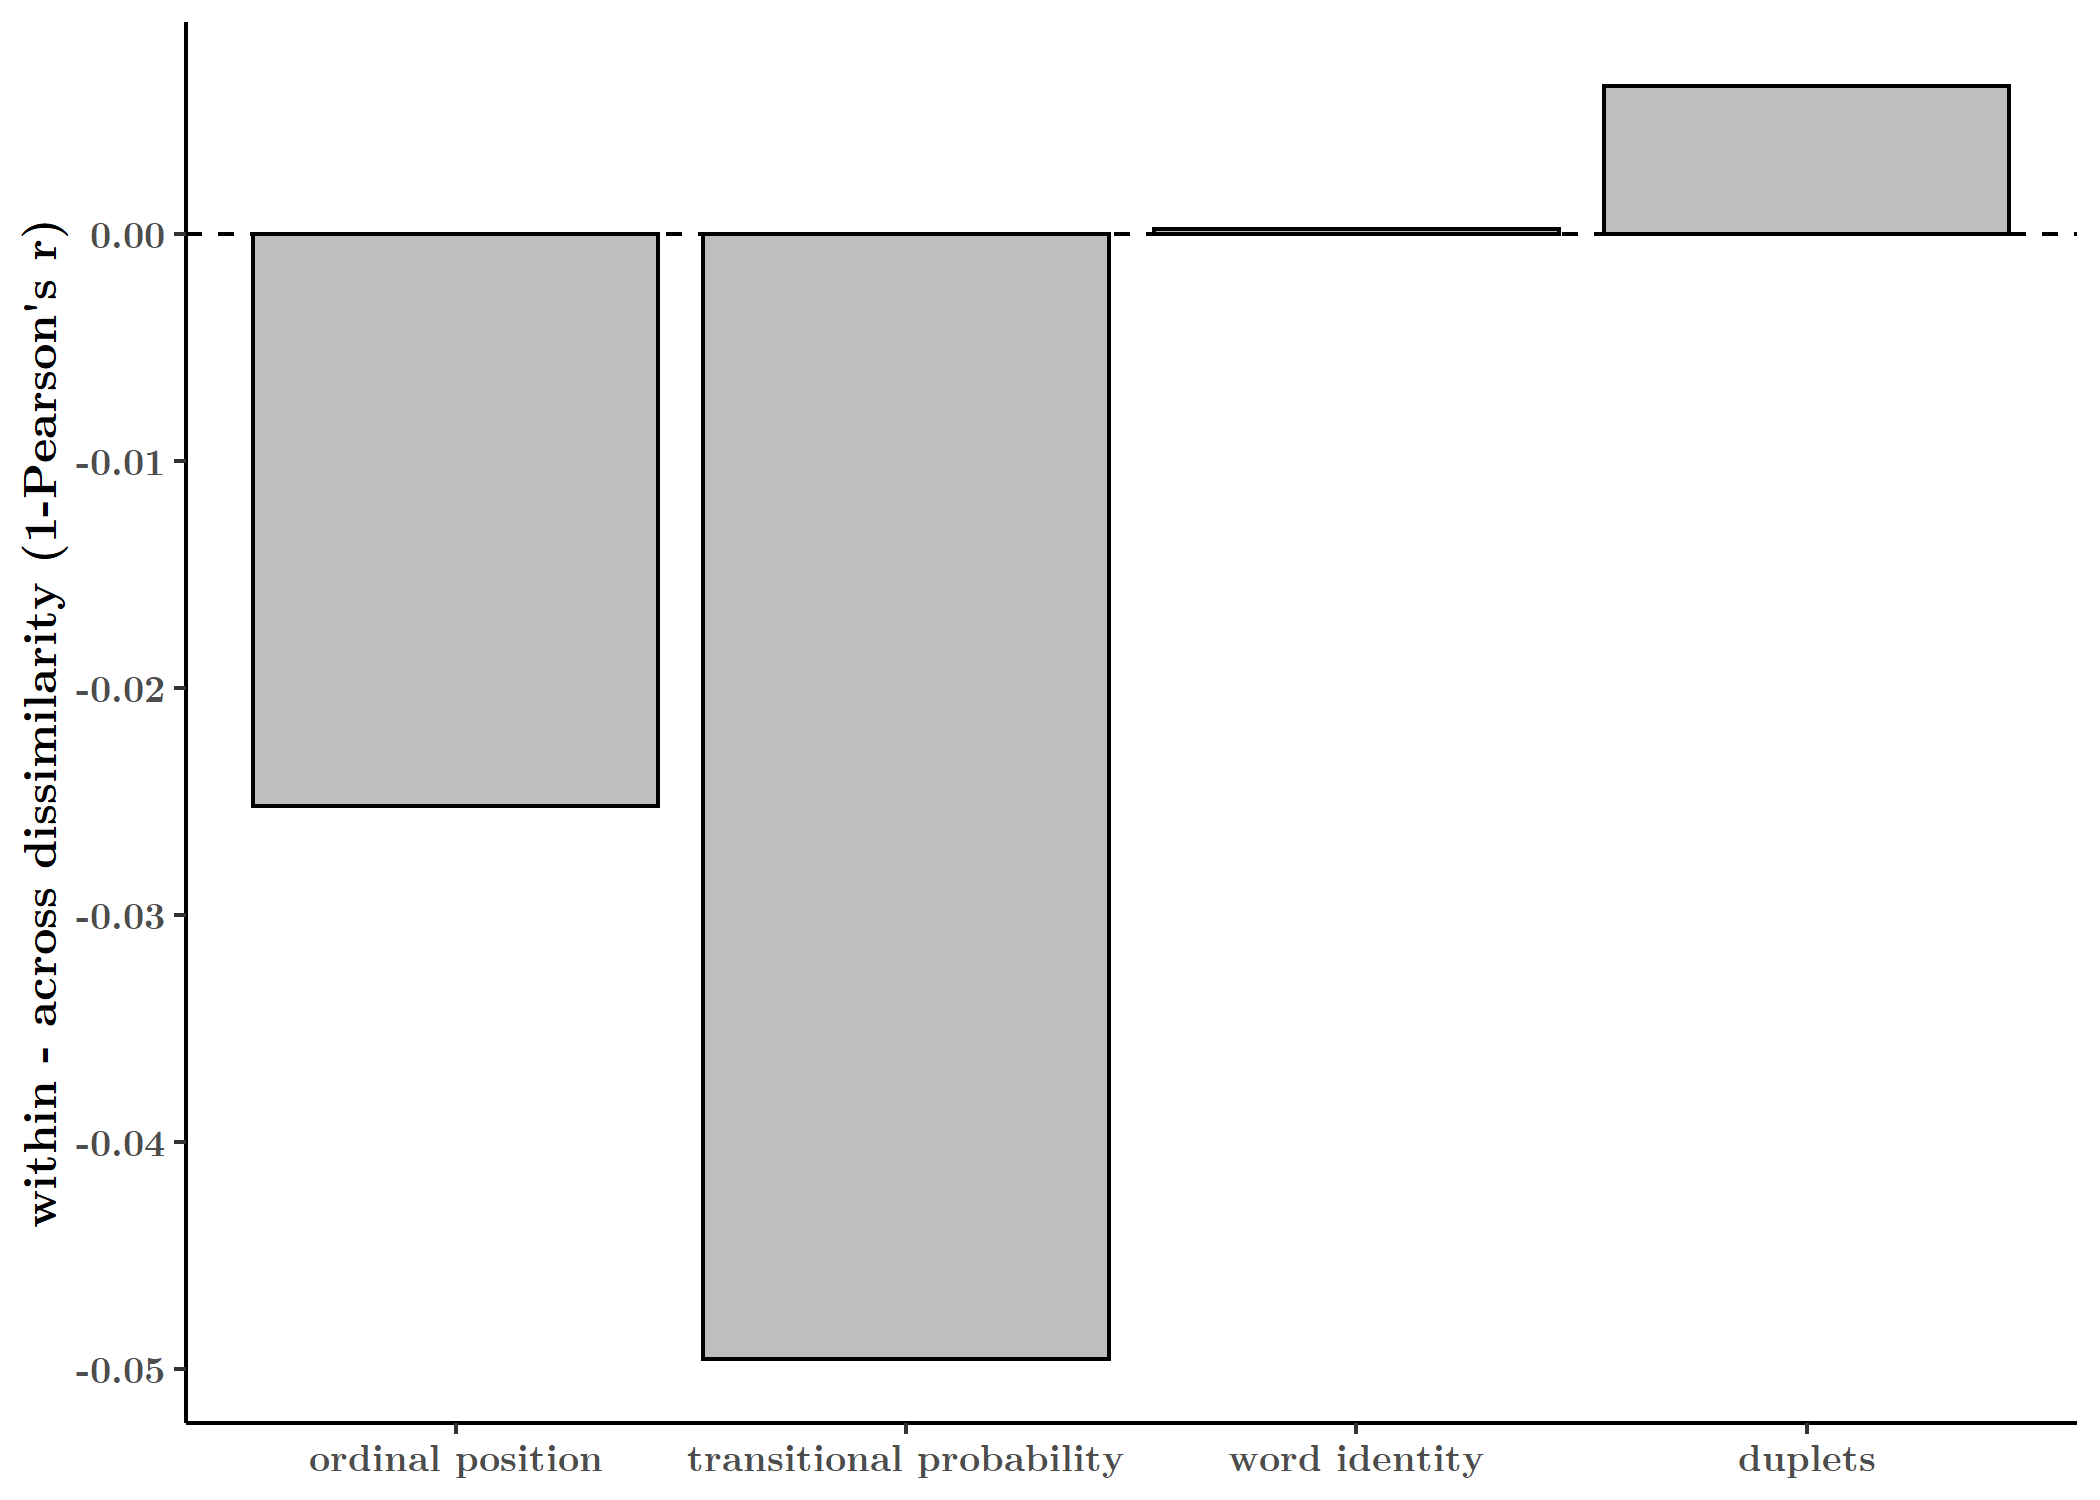 within - across dissimilarity (1-Pearson's r)
0.00
-0.01
-0.02
-0.03
-0.04
-0.05
ordinal position
transitional probability
word identity
duplets